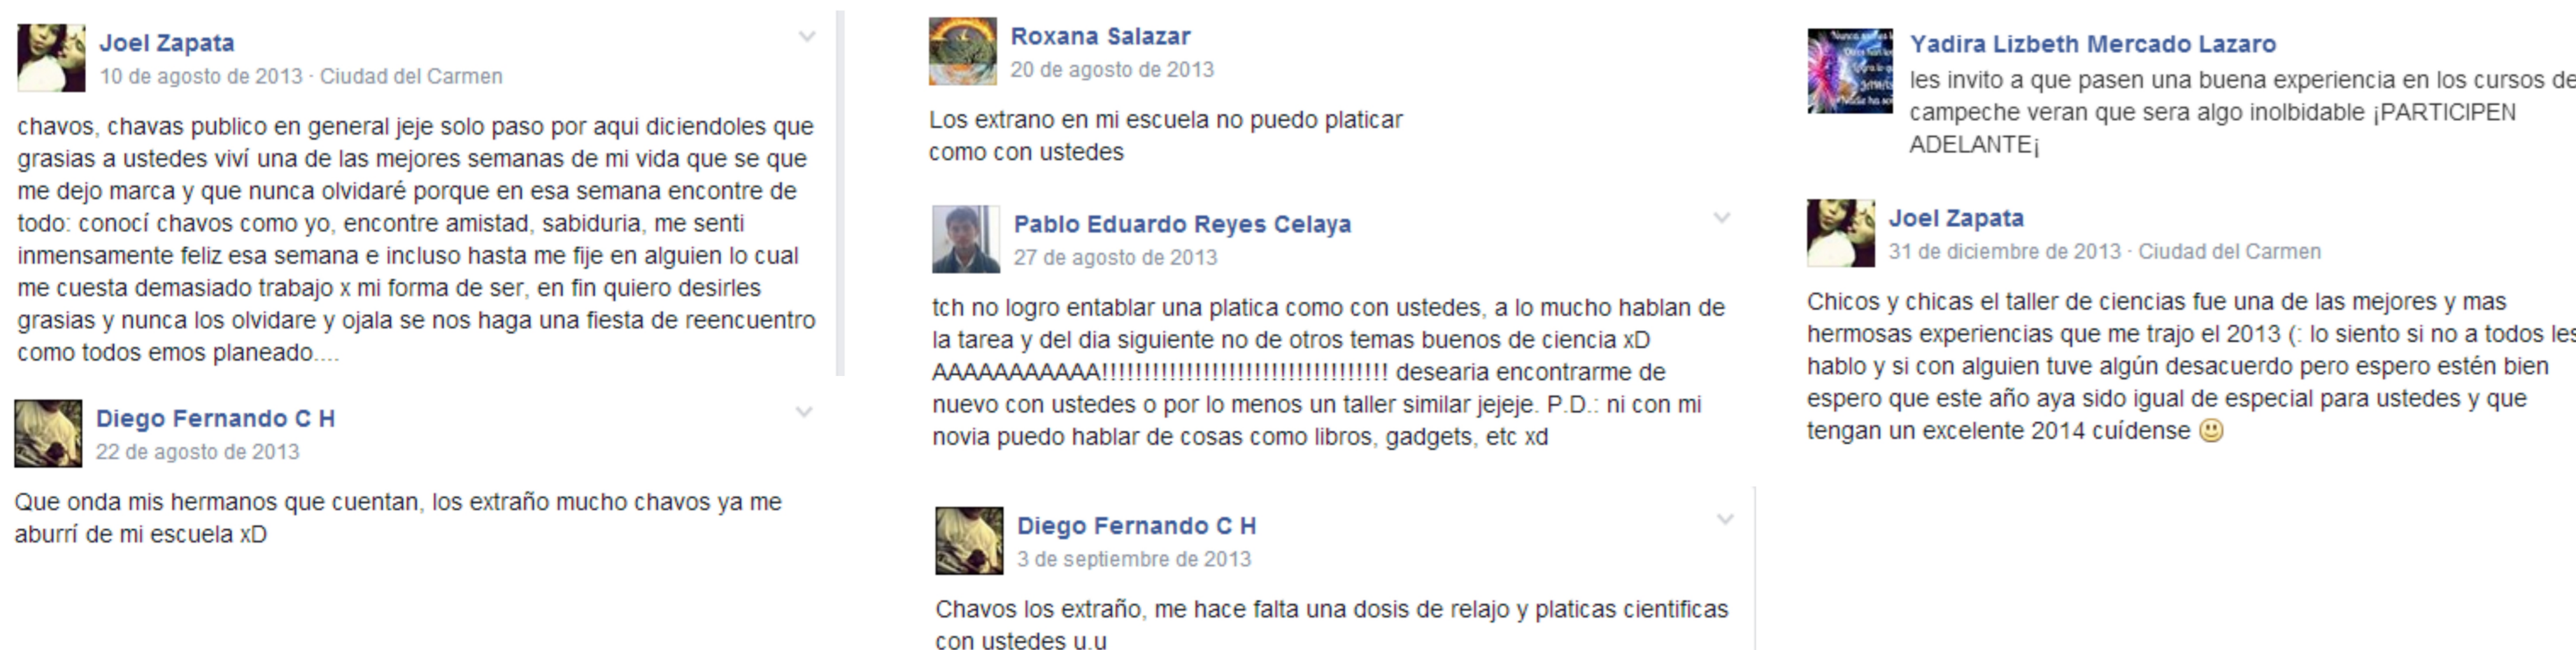 Joel Zapata
10 de agosto de 2013 · Ciudad del Carmen
chavos, chavas publico en general jeje solo paso por aqui diciendoles que
grasias a ustedes viví una de las mejores semanas de mi vida que se que
me dejo marca y que nunca olvidaré porque en esa semana encontre de
todo: conocí chavos como yo, encontre amistad, sabiduria, me senti
inmensamente feliz esa semana e incluso hasta me fije en alguien lo cual
me cuesta demasiado trabajo x mi forma de ser, en fin quiero desirles
grasias y nunca los olvidare y ojala se nos haga una fiesta de reencuentro
como todos emos planeado....
Diego Fernando C H
22 de agosto de 2013
Que onda mis hermanos que cuentan, los extraño mucho chavos ya me
aburrí de mi escuela xD
Roxana Salazar
20 de agosto de 2013
Los extrano en mi escuela no puedo platicar
como con ustedes
Pablo Eduardo Reyes Celaya
27 de agosto de 2013
tch no logro entablar una platica como con ustedes, a lo mucho hablan de
la tarea y del dia siguiente no de otros temas buenos de ciencia xD
AAAAAAAAAAA!!!!!!!!!!!!!!!!!!!!!!!!!!!!!!!!!! desearia encontrarme de
nuevo con ustedes o por lo menos un taller similar jejeje. P.D.: ni con mi
novia puedo hablar de cosas como libros, gadgets, etc xd
Diego Fernando C H
3 de septiembre de 2013
Chavos los extraño, me hace falta una dosis de relajo y platicas cientificas
con ustedes u.u
Yadira Lizbeth Mercado Lazaro
les invito a que pasen una buena experiencia en los cursos de
campeche veran que sera algo inolbidable ¡PARTICIPEN
ADELANTE¡
Joel Zapata
31 de diciembre de 2013 · Ciudad del Carmen
Chicos y chicas el taller de ciencias fue una de las mejores y mas
hermosas experiencias que me trajo el 2013 (: lo siento si no a todos les
hablo y si con alguien tuve algún desacuerdo pero espero estén bien
espero que este año aya sido igual de especial para ustedes y que
tengan un excelente 2014 cuídense